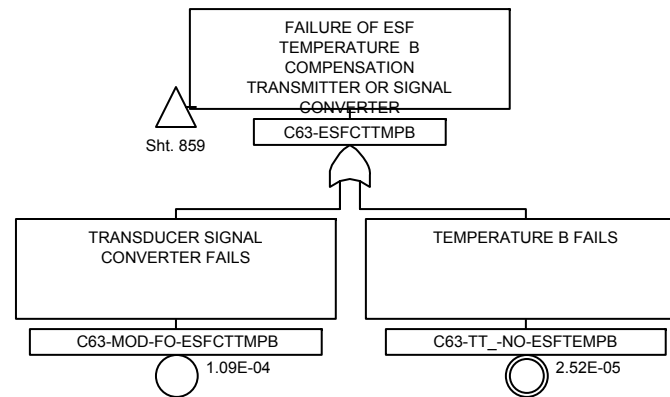 FAILURE OF ESF
TEMPERATURE B
COMPENSATION
TRANSMITTER OR SIGNAL
CONVERTER
Sht. 859
C63-ESFCTTMPB
TRANSDUCER SIGNAL
CONVERTER FAILS
TEMPERATURE B FAILS
C63-MOD-FO-ESFCTTMPB
C63-TT_-NO-ESFTEMPB
1.09E-04
2.52E-05